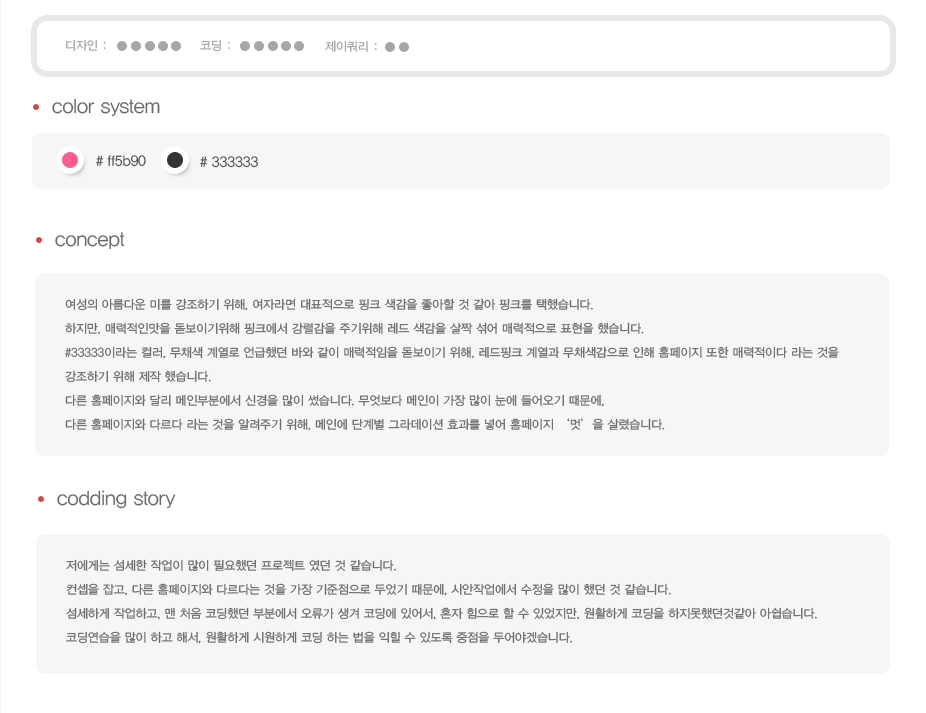 디자인 : 코딩 : 제이쿼리 :
color system
# ff5b90 # 333333
concept
여성의 아름다운 미를 강조하기 위해, 여자라면 대표적으로 핑크 색감을 좋아할 것 같아 핑크를 택했습니다.
하지만, 매력적인맛을 돋보이기위해 핑크에서 강렬감을 주기위해 레드 색감을 살짝 섞어 매력적으로 표현을 했습니다.
#33333이라는 컬러, 무채색 계열로 언급했던 바와 같이 매력적임을 돋보이기 위해, 레드핑크 계열과 무채색감으로 인해 홈페이지 또한 매력적이다 라는 것을
강조하기 위해 제작 했습니다.
다른 홈페이지와 달리 메인부분에서 신경을 많이 썼습니다. 무엇보다 메인이 가장 많이 눈에 들어오기 때문에,
다른 홈페이지와 다르다 라는 것을 알려주기 위해, 메인에 단계별 그라데이션 효과를 넣어 홈페이지 ‘멋’ 을 살렸습니다.
codding story
저에게는 섬세한 작업이 많이 필요했던 프로젝트 였던 것 같습니다.
컨셉을 잡고, 다른 홈페이지와 다르다는 것을 가장 기준점으로 두었기 때문에, 시안작업에서 수정을 많이 했던 것 같습니다.
섬세하게 작업하고, 맨 처음 코딩했던 부분에서 오류가 생겨 코딩에 있어서, 혼자 힘으로 할 수 있었지만, 원활하게 코딩을 하지못했던것같아 아쉽습니다.
코딩연습을 많이 하고 해서, 원활하게 시원하게 코딩 하는 법을 익힐 수 있도록 중점을 두어야겠습니다.